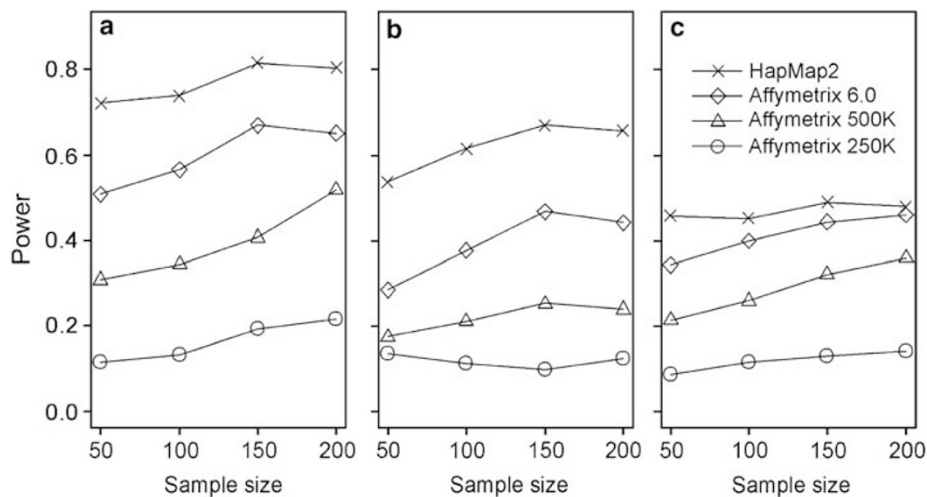 a
b
c
HapMap2
Affymetrix 6.0
Affymetrix 500K
Affymetrix 250K
Power
0.8
0.6
0.4
0.2
0.0
50 100 150 200
50 100 150 200
50 100 150 200
Sample size
Sample size
Sample size